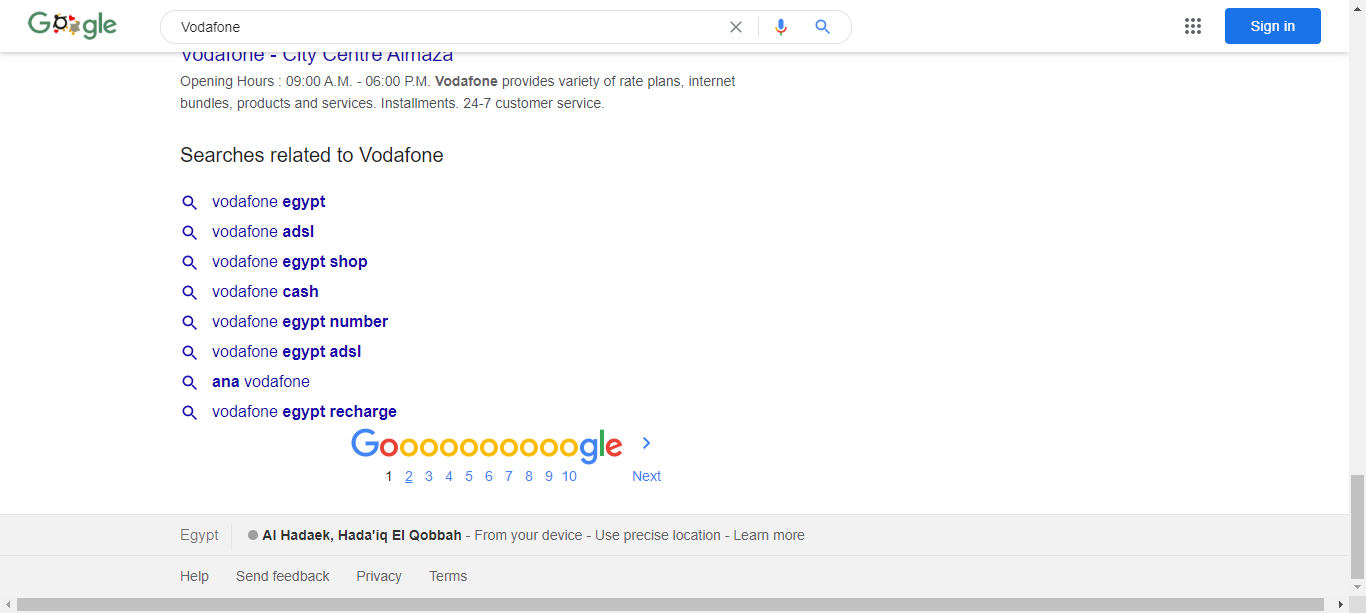 Google
Vodafone
Sign in
Vodafone - City Centre Almaza
Opening Hours : 09:00 A.M. - 06:00 P.M. Vodafone provides variety of rate plans, internet
bundles, products and services. Installments. 24-7 customer service.
Searches related to Vodafone
vodafone egypt
vodafone adsl
vodafone egypt shop
vodafone cash
vodafone egypt number
vodafone egypt adsl
ana vodafone
vodafone egypt recharge
Goooooooooogle
1 2 3 4 5 6 7 8 9 10 Next
Egypt Al Hadaek, Hada'iq El Qobbah - From your device - Use precise location - Learn more
Help Send feedback Privacy Terms